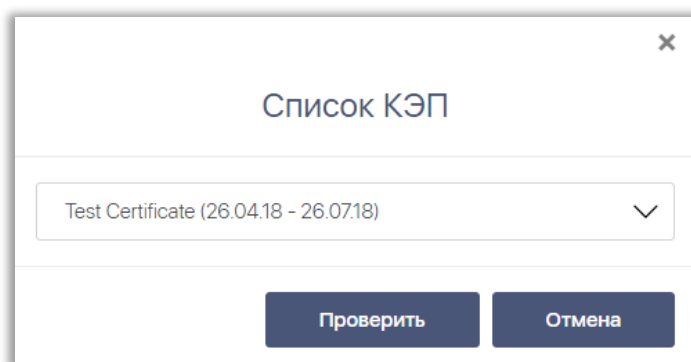 Список КЭП
Test Certificate (26.04.18 - 26.07.18)
Проверить Отмена